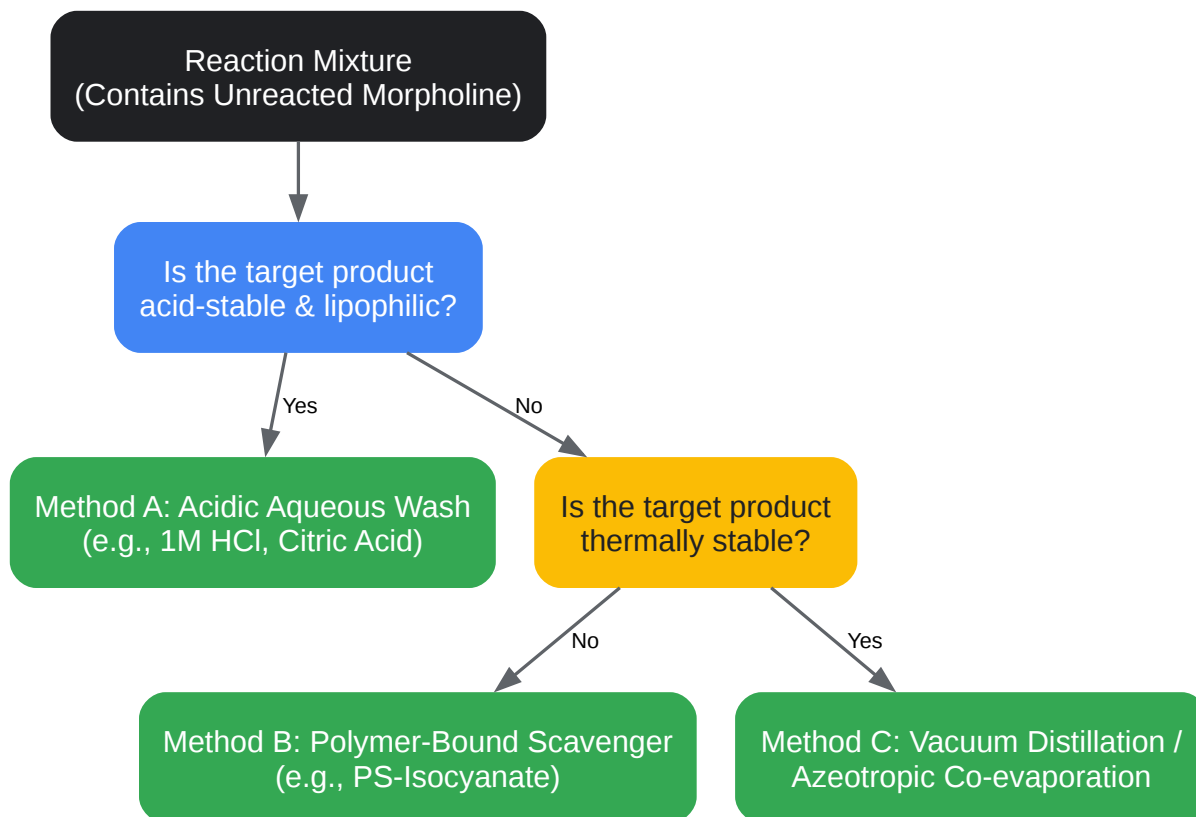 Reaction Mixture
(Contains Unreacted Morpholine)
Is the target product
acid-stable & lipophilic?
Yes
No
Method A: Acidic Aqueous Wash
(e.g., 1M HCl, Citric Acid)
Is the target product
thermally stable?
No
Yes
Method B: Polymer-Bound Scavenger
(e.g., PS-Isocyanate)
Method C: Vacuum Distillation /
Azeotropic Co-evaporation